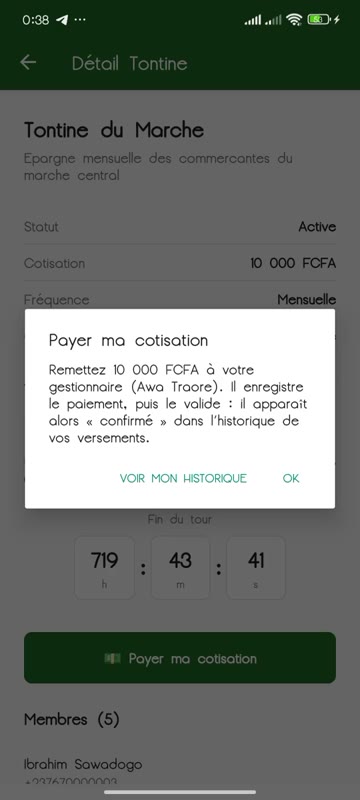 0:38
Détail Tontine
Tontine du Marche
Epargne mensuelle des commercantes du
marche central
Statut Active
Cotisation 10 000 FCFA
Fréquence Mensuelle
Payer ma cotisation
Remettez 10 000 FCFA à votre
gestionnaire (Awa Traore). Il enregistre
le paiement, puis le valide : il apparaît
alors « confirmé » dans l'historique de
vos versements.
VOIR MON HISTORIQUE OK
Fin du tour
719 : 43 : 41
h m s
Payer ma cotisation
Membres (5)
Ibrahim Sawadogo